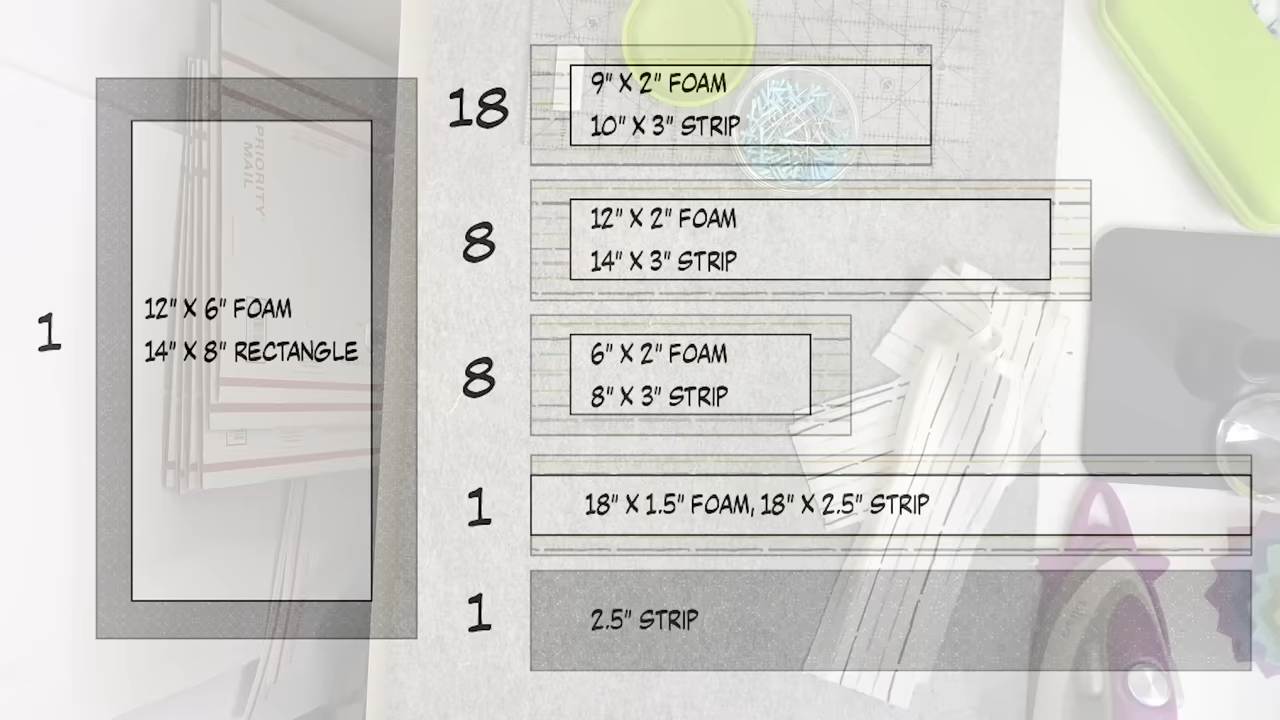 1
12" X 6" FOAM
14" X 8" RECTANGLE
PRIORITY
MAIL
18
9" X 2" FOAM
10" X 3" STRIP
8
12" X 2" FOAM
14" X 3" STRIP
8
6" X 2" FOAM
8" X 3" STRIP
1
18" X 1.5" FOAM, 18" X 2.5" STRIP
1
2.5" STRIP